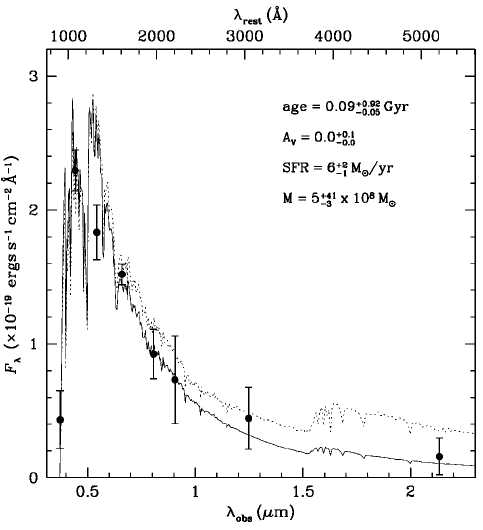 λrest (Å)
1000 2000 3000 4000 5000
3
2
1
0
Fλ (×10⁻¹⁹ ergs s⁻¹ cm⁻² Å⁻¹)
age = 0.09 +0.92 −0.05 Gyr
Av = 0.0 +0.1 −0.0
SFR = 6 +2 −1 M⊙/yr
M = 5 +41 −3 x 10⁸ M⊙
0.5 1 1.5 2
λobs (μm)